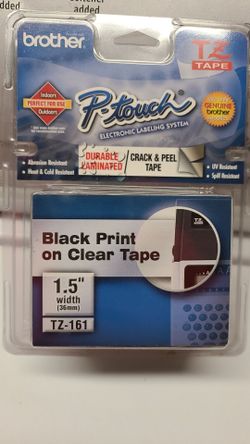 added
added
brother
TZ
TAPE
Indoors
PERFECT FOR USE
Outdoors
P-touch
ELECTRONIC LABELING SYSTEM
GENUINE
brother
DURABLE
LAMINATED
CRACK & PEEL
TAPE
• Abrasion Resistant
• Heat & Cold Resistant
• UV Resistant
• Spill Resistant
Black Print
on Clear Tape
1.5"
width
(36mm)
TZ-161